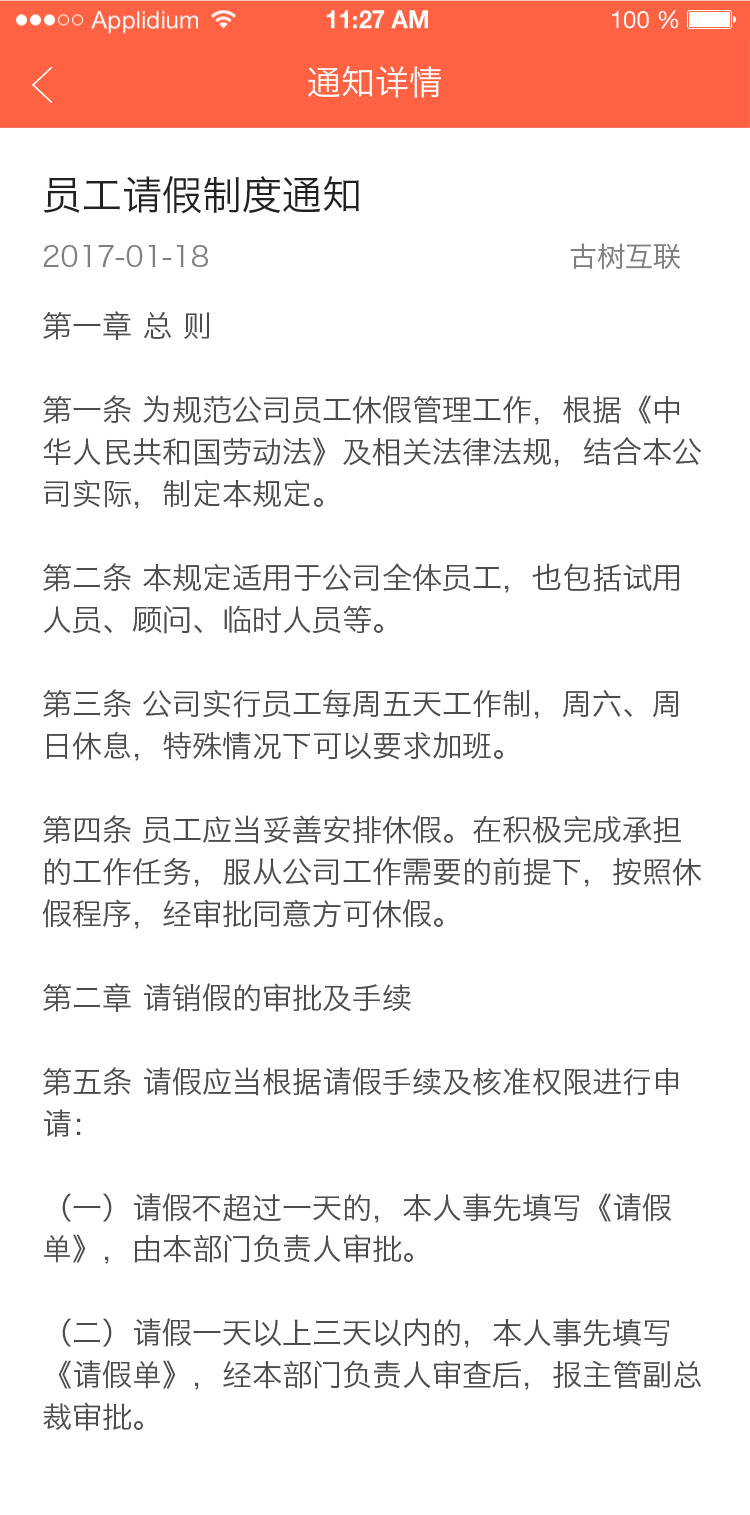 Applidium 11:27 AM 100 %
通知详情
员工请假制度通知
2017-01-18 古树互联
第一章 总 则
第一条 为规范公司员工休假管理工作，根据《中
华人民共和国劳动法》及相关法律法规，结合本公
司实际，制定本规定。
第二条 本规定适用于公司全体员工，也包括试用
人员、顾问、临时人员等。
第三条 公司实行员工每周五天工作制，周六、周
日休息，特殊情况下可以要求加班。
第四条 员工应当妥善安排休假。在积极完成承担
的工作任务，服从公司工作需要的前提下，按照休
假程序，经审批同意方可休假。
第二章 请销假的审批及手续
第五条 请假应当根据请假手续及核准权限进行申
请：
（一）请假不超过一天的，本人事先填写《请假
单》，由本部门负责人审批。
（二）请假一天以上三天以内的，本人事先填写
《请假单》，经本部门负责人审查后，报主管副总
裁审批。